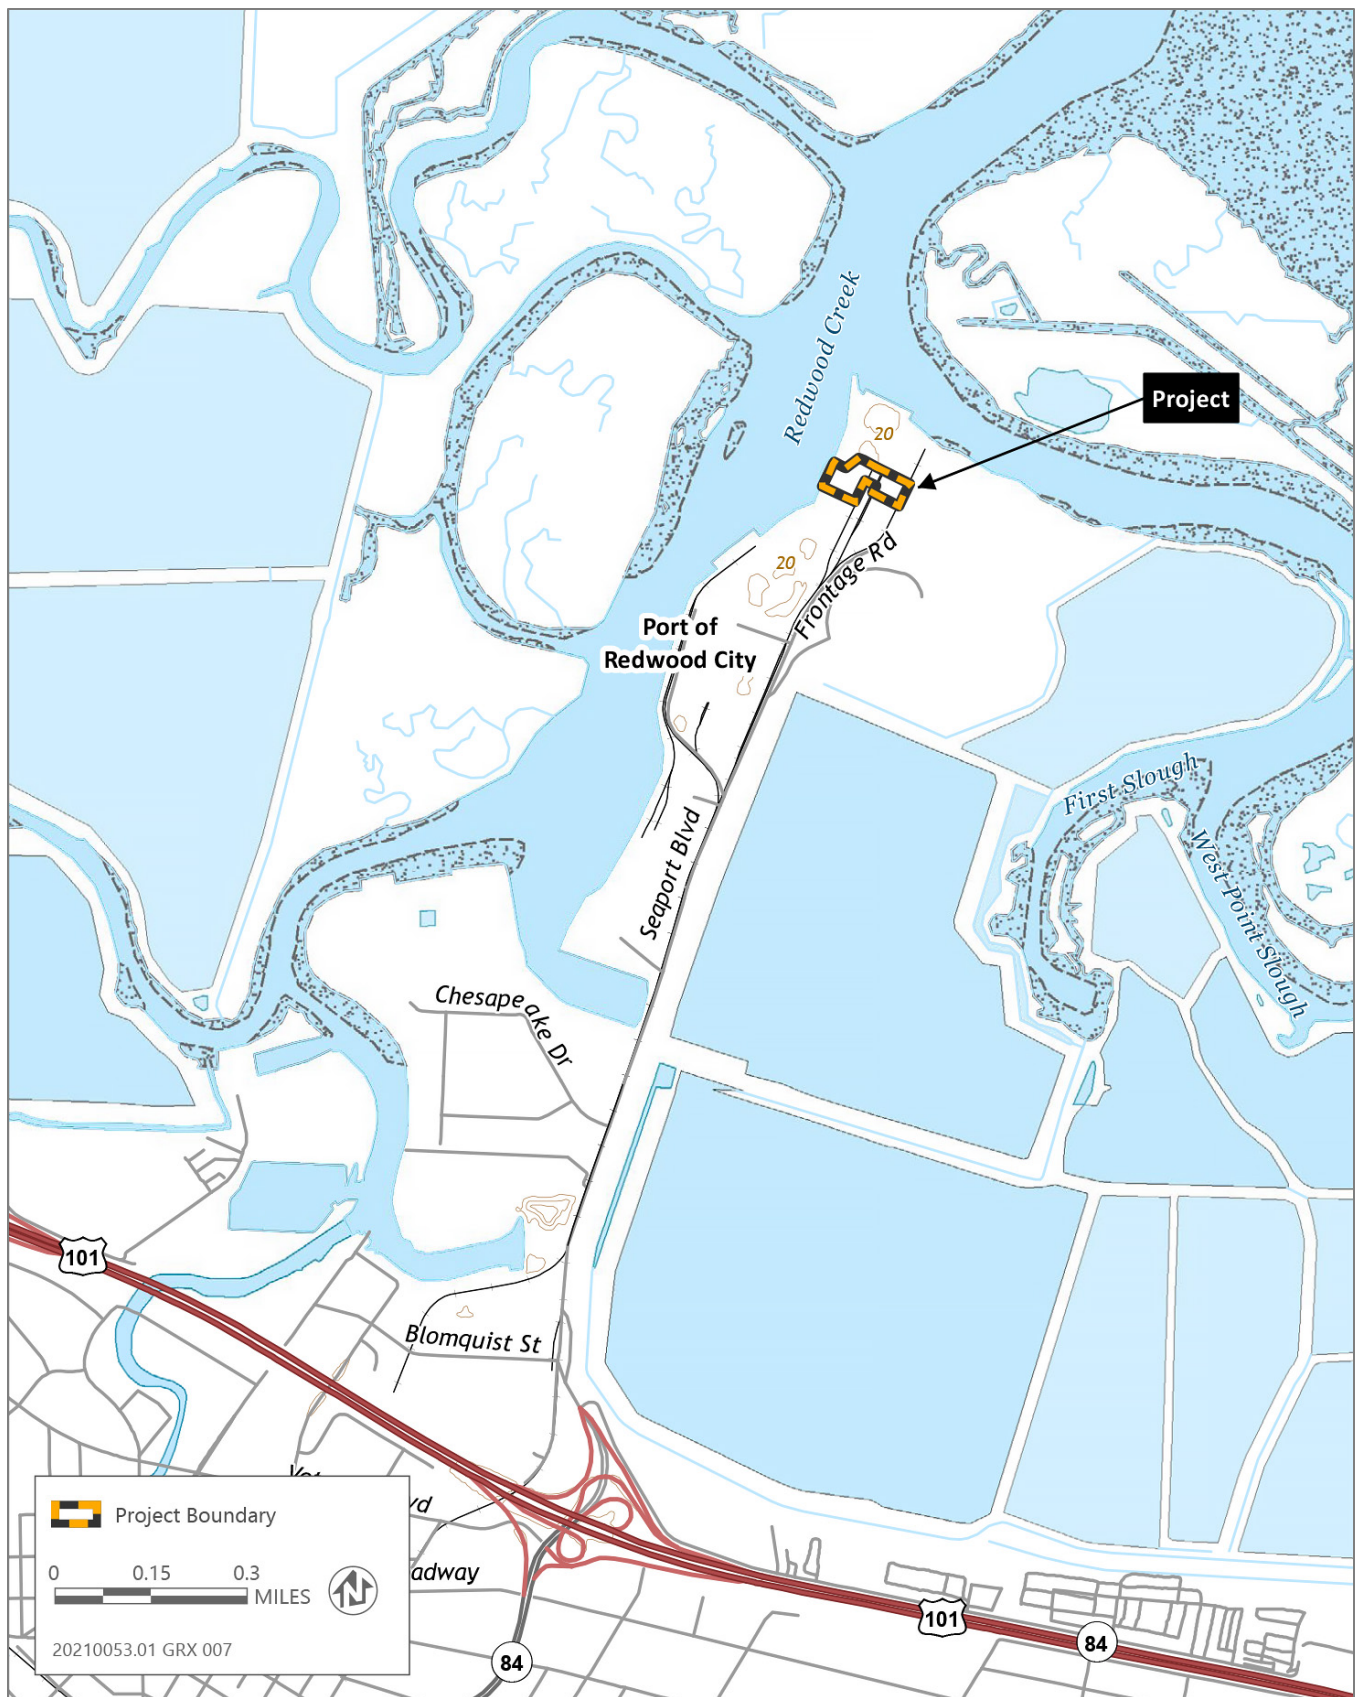 Redwood Creek
Project
20
20
Frontage Rd
Port of
Redwood City
First Slough
West Point Slough
Seaport Blvd
Chesapeake Dr
101
Blomquist St
Project Boundary
0 0.15 0.3
MILES
N
20210053.01 GRX 007
101
84
84